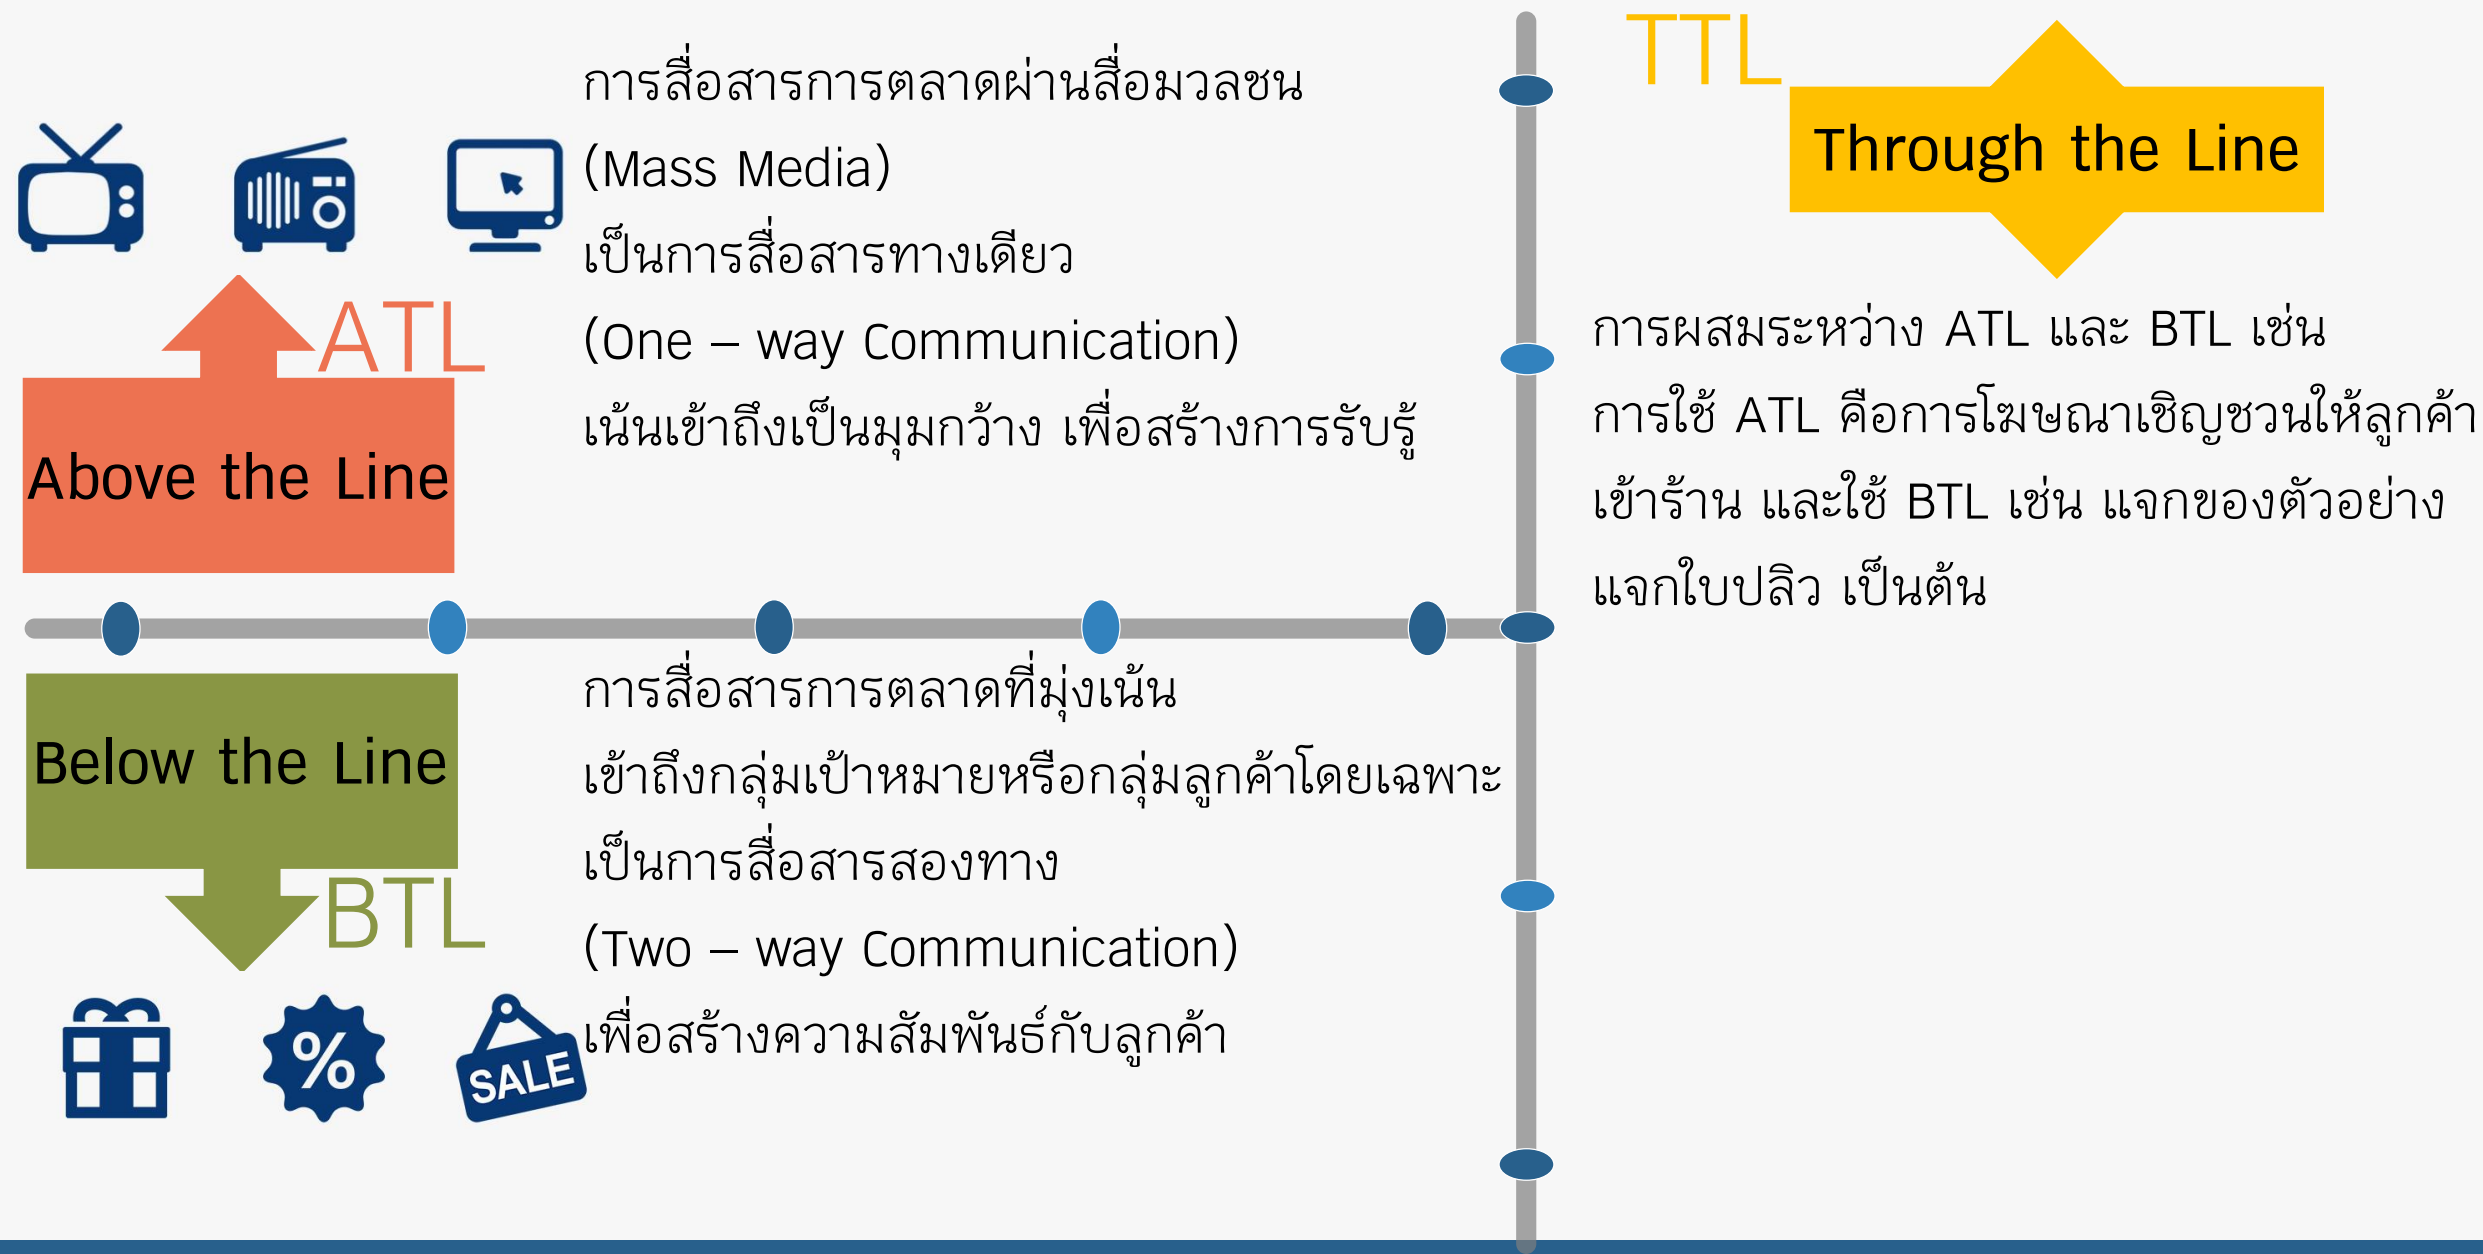 ATL
Above the Line
การสื่อสารการตลาดผ่านสื่อมวลชน
(Mass Media)
เป็นการสื่อสารทางเดียว
(One – way Communication)
เน้นเข้าถึงเป็นมุมกว้าง เพื่อสร้างการรับรู้
Below the Line
BTL
%
SALE
การสื่อสารการตลาดที่มุ่งเน้น
เข้าถึงกลุ่มเป้าหมายหรือกลุ่มลูกค้าโดยเฉพาะ
เป็นการสื่อสารสองทาง
(Two – way Communication)
เพื่อสร้างความสัมพันธ์กับลูกค้า
TTL
Through the Line
การผสมระหว่าง ATL และ BTL เช่น
การใช้ ATL คือการโฆษณาเชิญชวนให้ลูกค้า
เข้าร้าน และใช้ BTL เช่น แจกของตัวอย่าง
แจกใบปลิว เป็นต้น